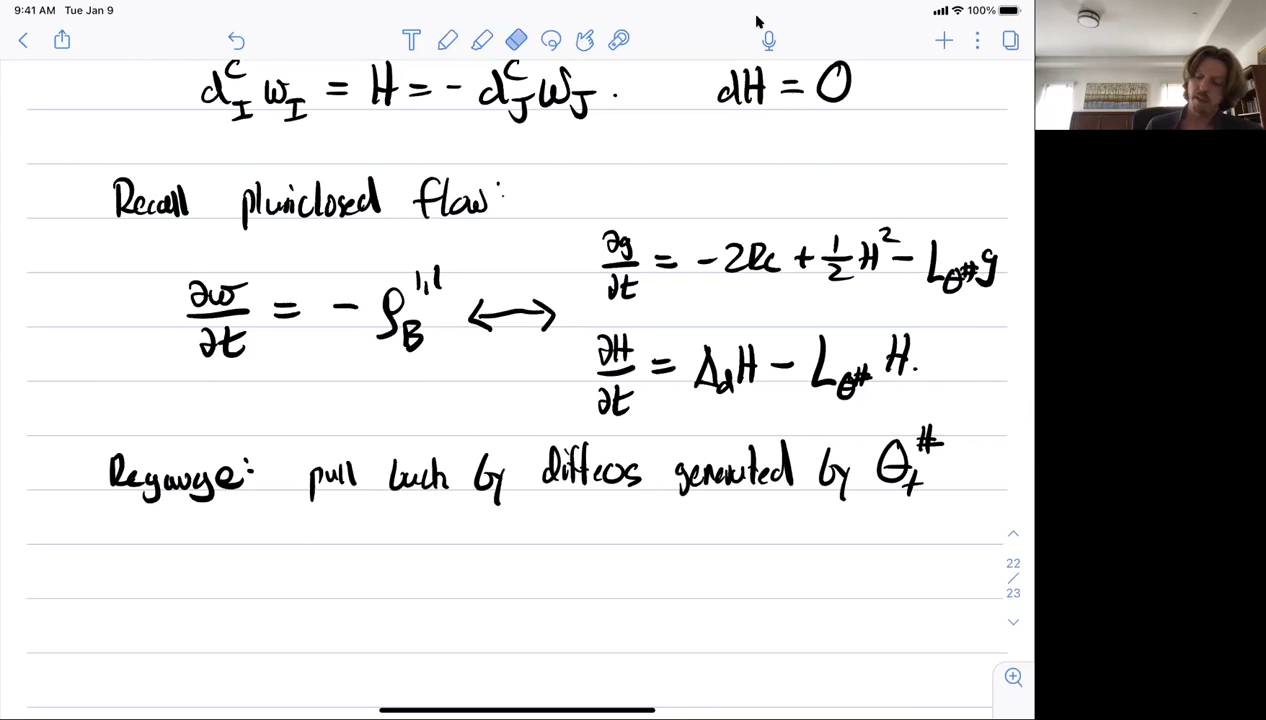 9:41 AM Tue Jan 9
100%
d^C_I ω_I = H = - d^C_J ω_J . dH = 0
Recall pluriclosed flow:
∂g/∂t = -2Rc + 1/2 H² - L_{θ^#} g
∂ω/∂t = - ρ_B^{1,1} ⟷
∂H/∂t = Δ_d H - L_{θ^#} H.
Regauge: pull back by diffeos generated by θ_t^#
22
/
23